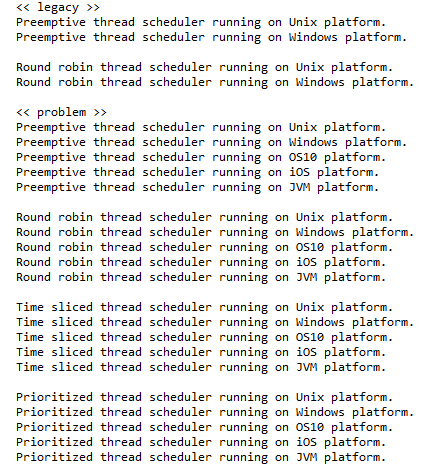 << legacy >>
Preemptive thread scheduler running on Unix platform.
Preemptive thread scheduler running on Windows platform.
Round robin thread scheduler running on Unix platform.
Round robin thread scheduler running on Windows platform.
<< problem >>
Preemptive thread scheduler running on Unix platform.
Preemptive thread scheduler running on Windows platform.
Preemptive thread scheduler running on OS10 platform.
Preemptive thread scheduler running on iOS platform.
Preemptive thread scheduler running on JVM platform.
Round robin thread scheduler running on Unix platform.
Round robin thread scheduler running on Windows platform.
Round robin thread scheduler running on OS10 platform.
Round robin thread scheduler running on iOS platform.
Round robin thread scheduler running on JVM platform.
Time sliced thread scheduler running on Unix platform.
Time sliced thread scheduler running on Windows platform.
Time sliced thread scheduler running on OS10 platform.
Time sliced thread scheduler running on iOS platform.
Time sliced thread scheduler running on JVM platform.
Prioritized thread scheduler running on Unix platform.
Prioritized thread scheduler running on Windows platform.
Prioritized thread scheduler running on OS10 platform.
Prioritized thread scheduler running on iOS platform.
Prioritized thread scheduler running on JVM platform.